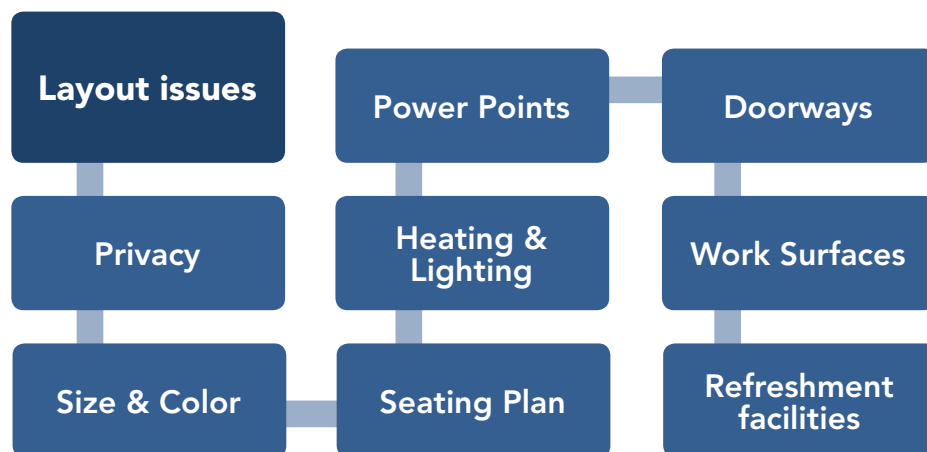 Layout issues
Privacy
Size & Color
Seating Plan
Heating &
Lighting
Power Points
Doorways
Work Surfaces
Refreshment
facilities